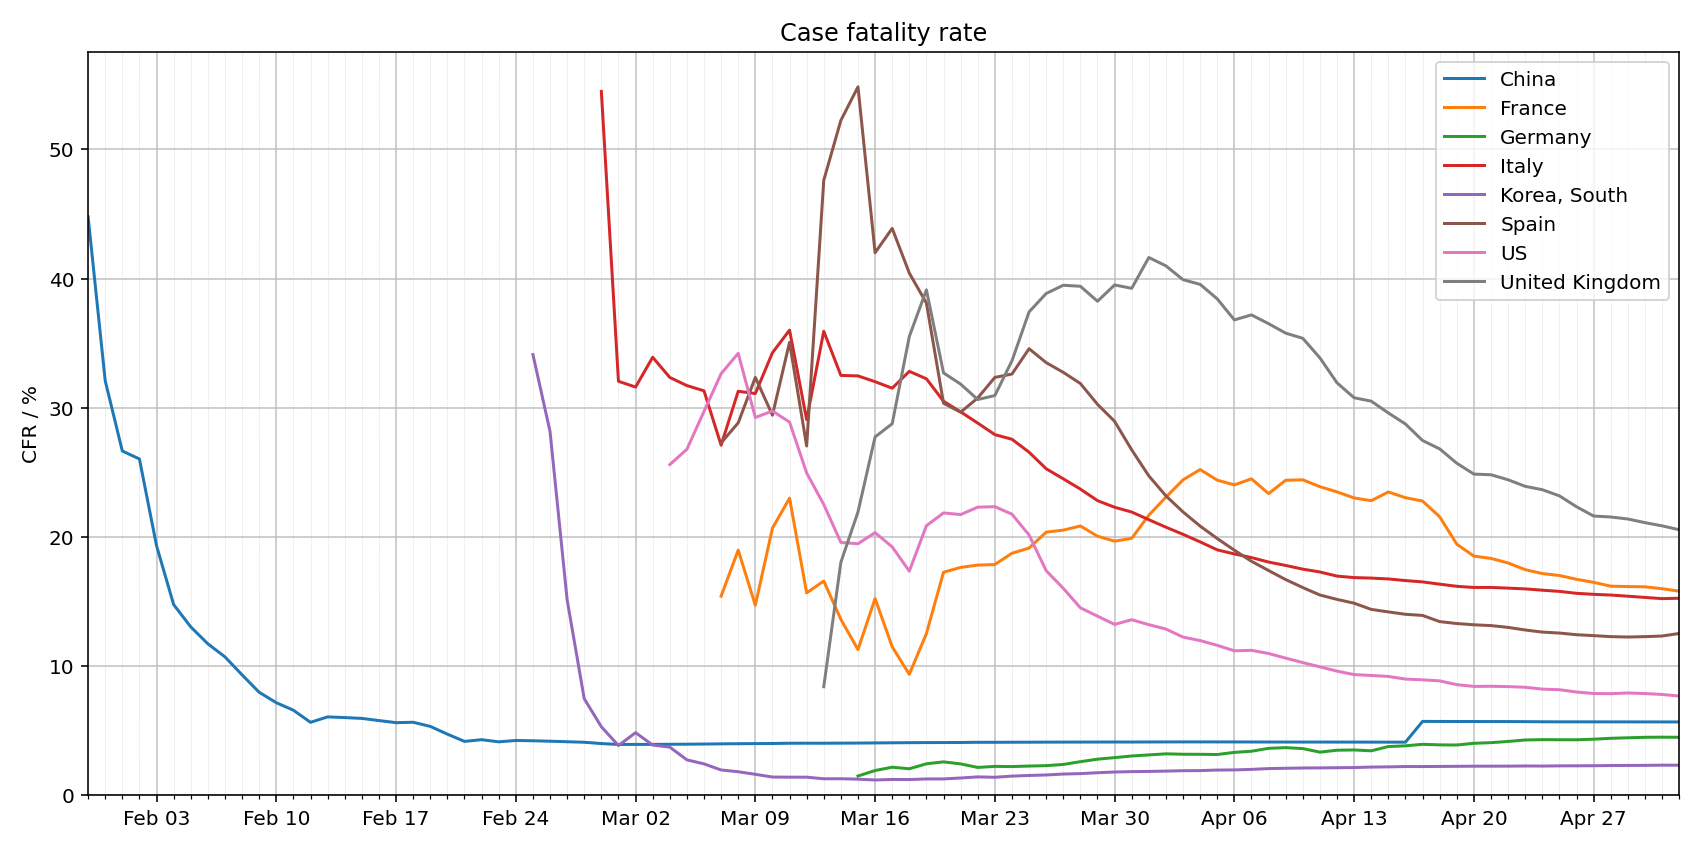 Case fatality rate
CFR / %
50
40
30
20
10
0
China
France
Germany
Italy
Korea, South
Spain
US
United Kingdom
Feb 03 Feb 10 Feb 17 Feb 24 Mar 02 Mar 09 Mar 16 Mar 23 Mar 30 Apr 06 Apr 13 Apr 20 Apr 27